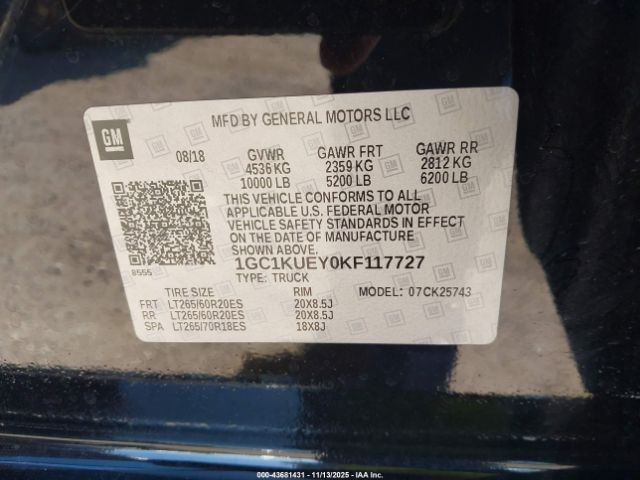 MFD BY GENERAL MOTORS LLC
GM
08/18 GVWR GAWR FRT GAWR RR
4536 KG 2359 KG 2812 KG
10000 LB 5200 LB 6200 LB
THIS VEHICLE CONFORMS TO ALL
APPLICABLE U.S. FEDERAL MOTOR
VEHICLE SAFETY STANDARDS IN
EFFECT ON THE DATE OF MANUFACTURE
SHOWN ABOVE.
1GC1KUEY0KF117727
8555
TYPE: TRUCK
TIRE SIZE RIM MODEL: 07CK25743
FRT LT265/60R20ES 20X8.5J
RR LT265/60R20ES 20X8.5J
SPA LT265/70R18ES 18X8J
000-43681431 - 11/13/2025 - IAAI.COM